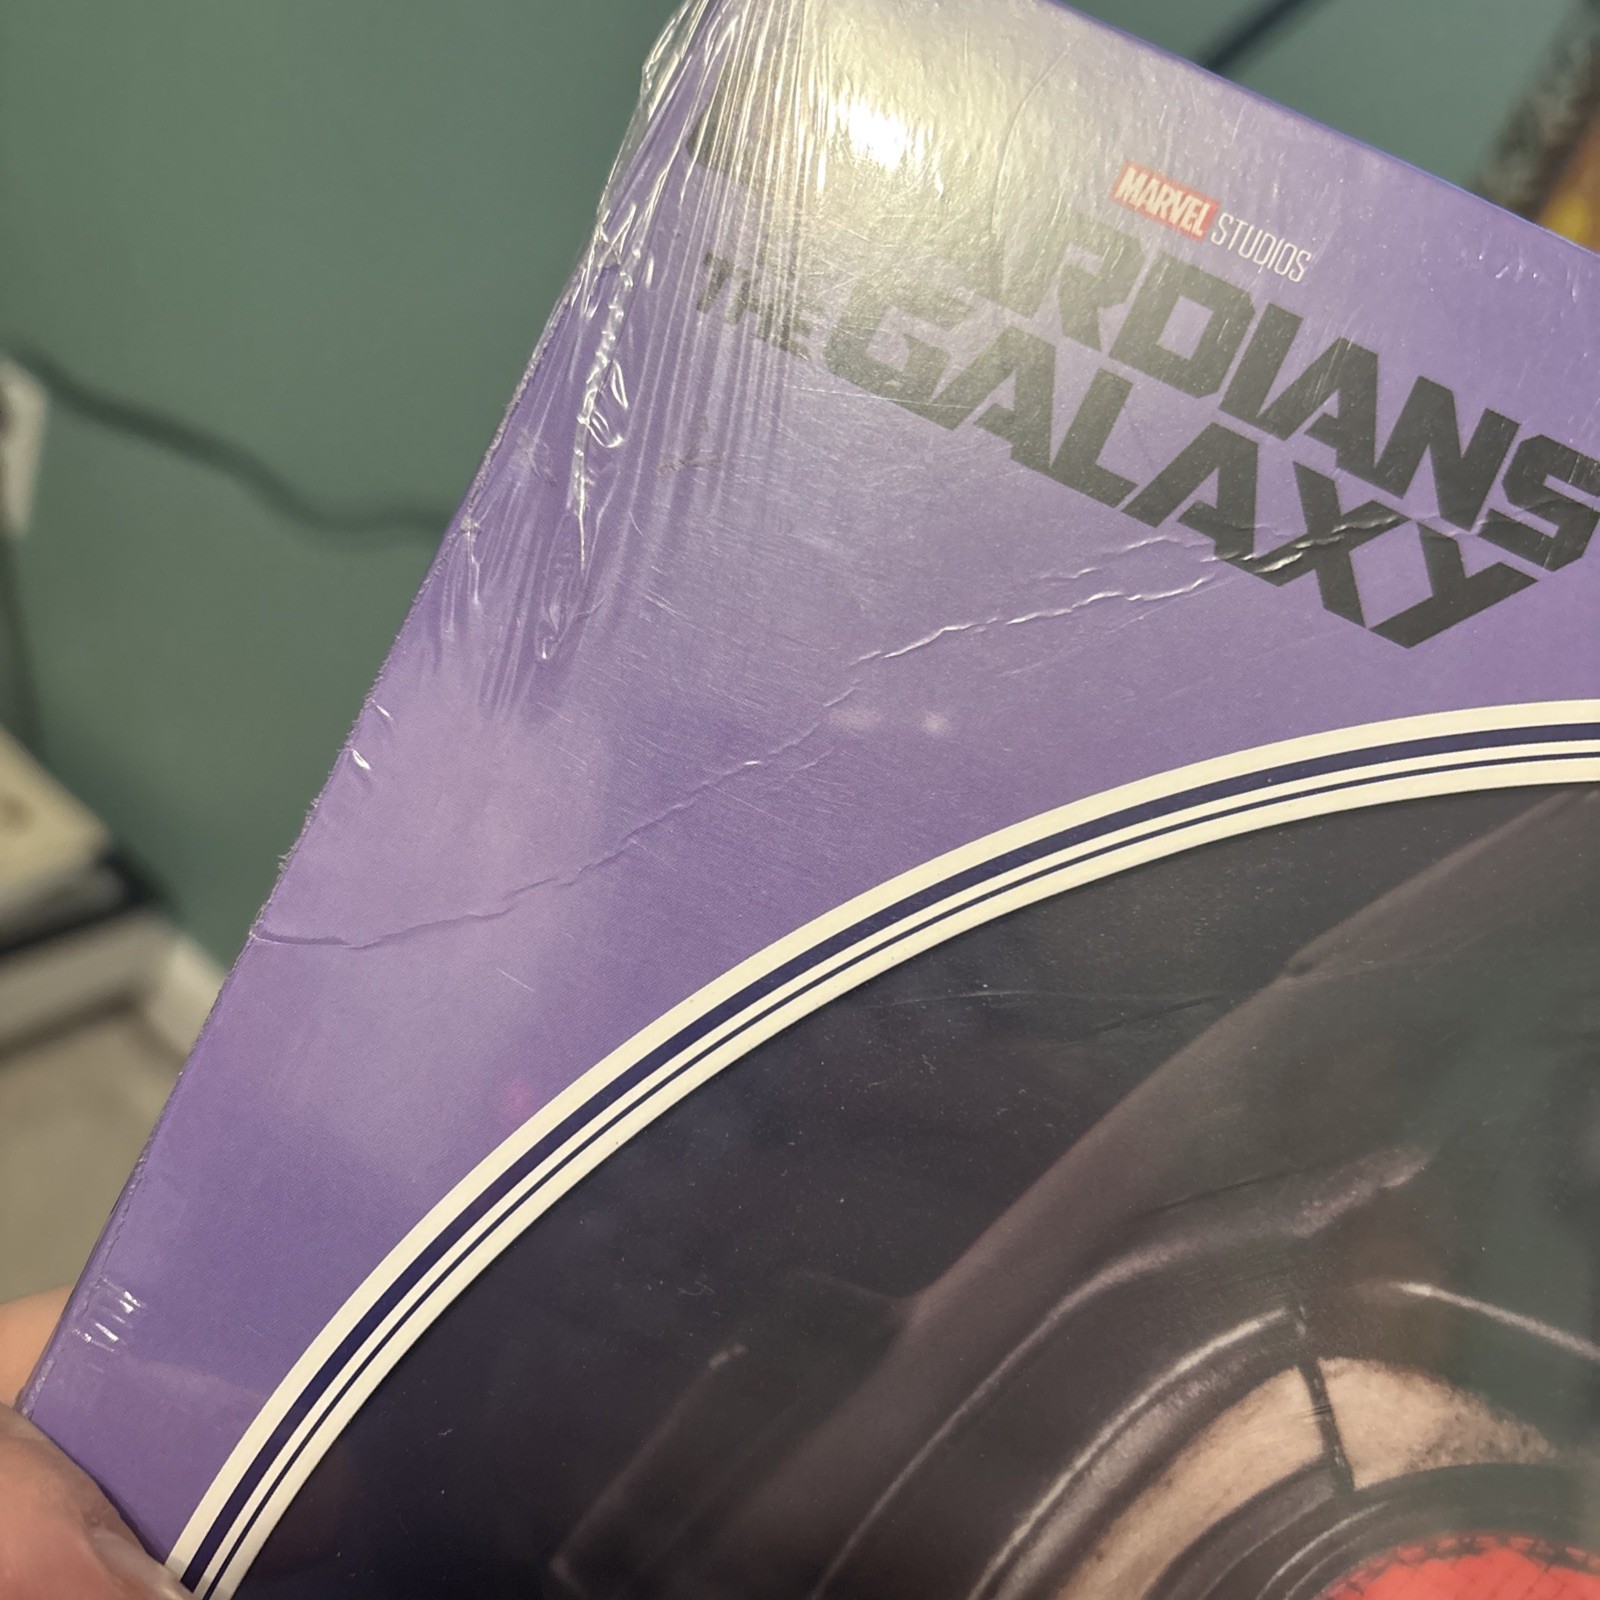 MARVEL STUDIOS
ARDIANS
THE GALAXY